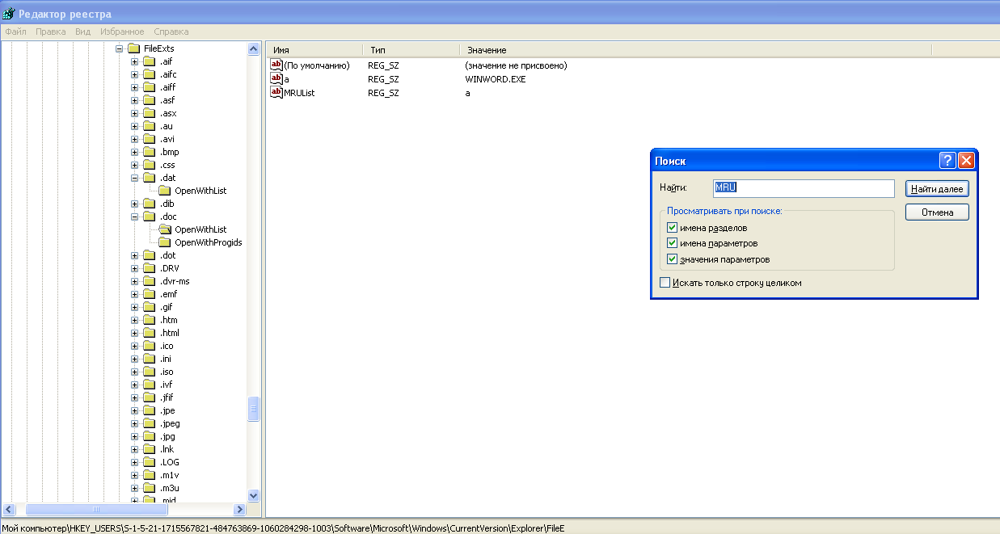 Редактор реестра
Файл Правка Вид Избранное Справка
FileExts
.aif
.aifc
.aiff
.asf
.asx
.au
.avi
.bmp
.css
.dat
OpenWithList
.dib
.doc
OpenWithList
OpenWithProgids
.dot
.DRV
.dvr-ms
.emf
.gif
.htm
.html
.ico
.ini
.iso
.ivf
.jfif
.jpe
.jpeg
.jpg
.lnk
.LOG
.m1v
.m3u
.mid
Имя Тип Значение
ab (По умолчанию) REG_SZ (значение не присвоено)
ab a REG_SZ WINWORD.EXE
ab MRUList REG_SZ a
Поиск
Найти: MRU Найти далее
Просматривать при поиске: Отмена
имена разделов
имена параметров
значения параметров
Искать только строку целиком
Мой компьютер\HKEY_USERS\S-1-5-21-1715567821-484763869-1060284298-1003\Software\Microsoft\Windows\CurrentVersion\Explorer\FileE